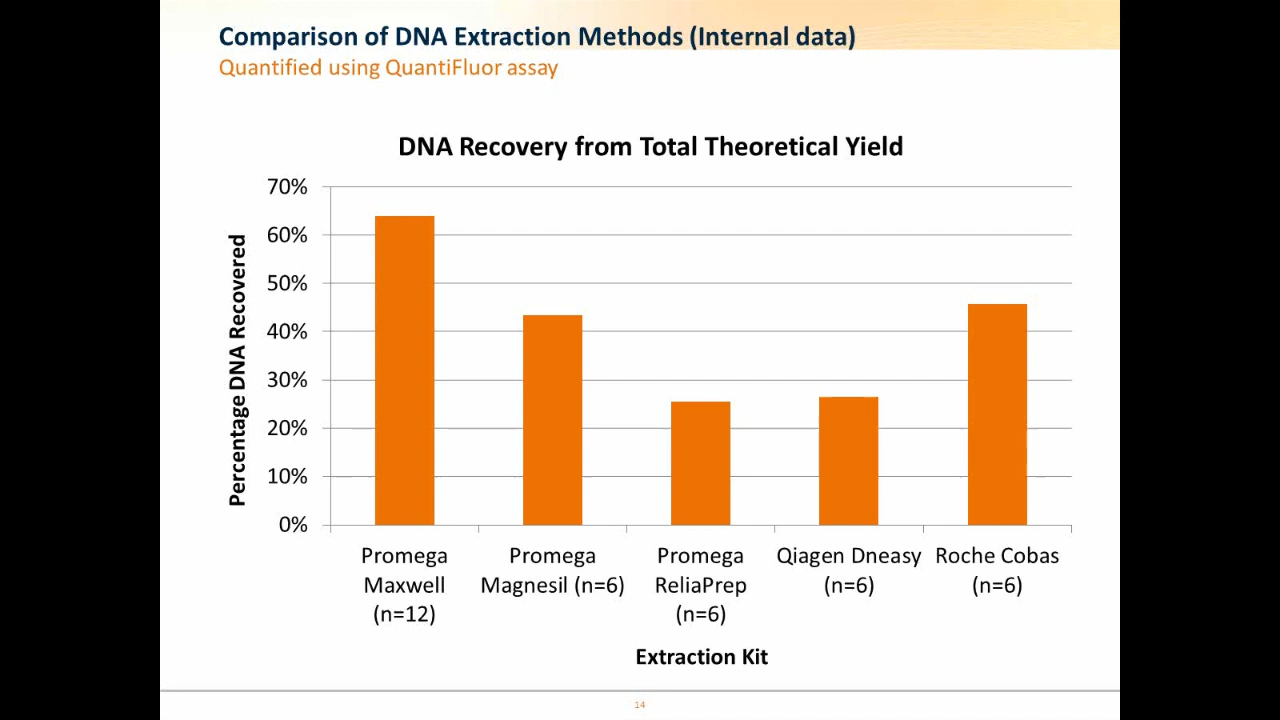 Comparison of DNA Extraction Methods (Internal data)
Quantified using QuantiFluor assay
DNA Recovery from Total Theoretical Yield
Percentage DNA Recovered
70%
60%
50%
40%
30%
20%
10%
0%
Promega Maxwell (n=12)
Promega Magnesil (n=6)
Promega ReliaPrep (n=6)
Qiagen Dneasy (n=6)
Roche Cobas (n=6)
Extraction Kit
14